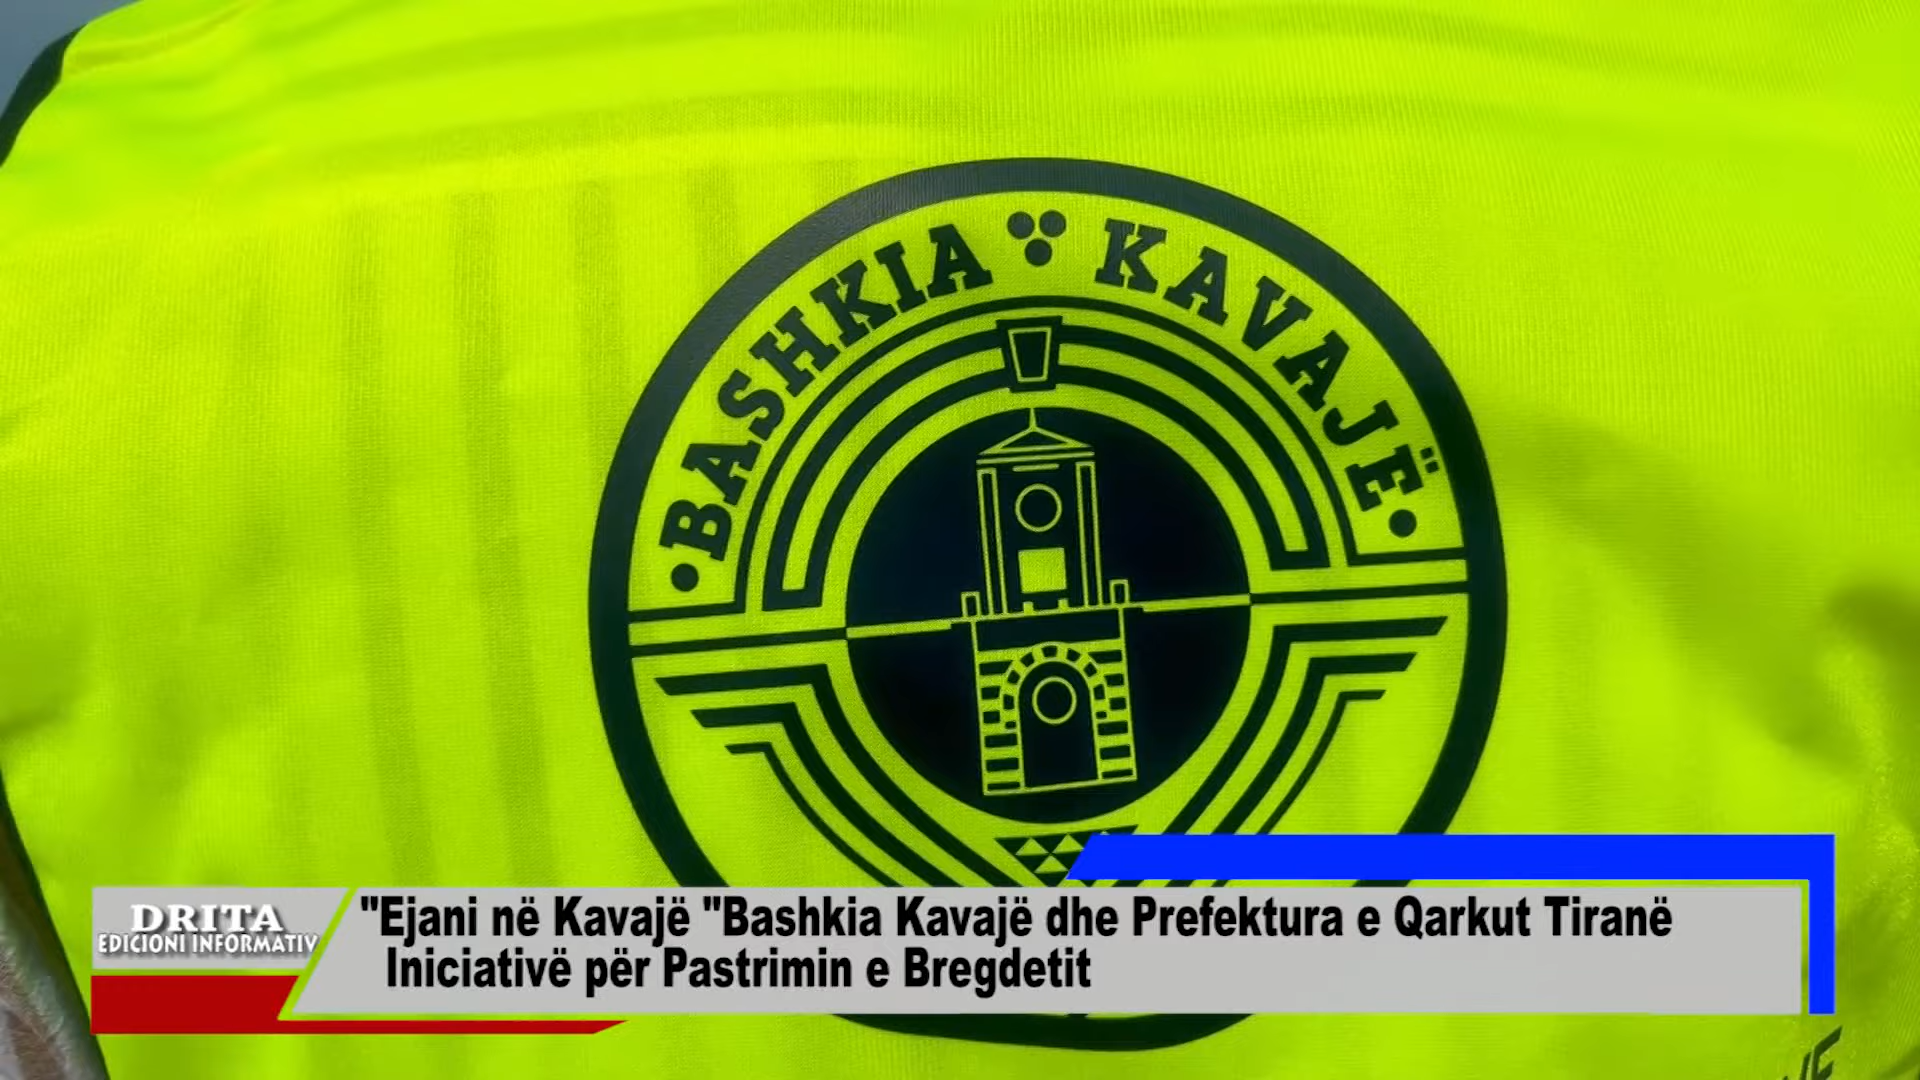 BASHKIA KAVAJË
DRITA
EDICIONI INFORMATIV
"Ejani në Kavajë "Bashkia Kavajë dhe Prefektura e Qarkut Tiranë
Iniciativë për Pastrimin e Bregdetit